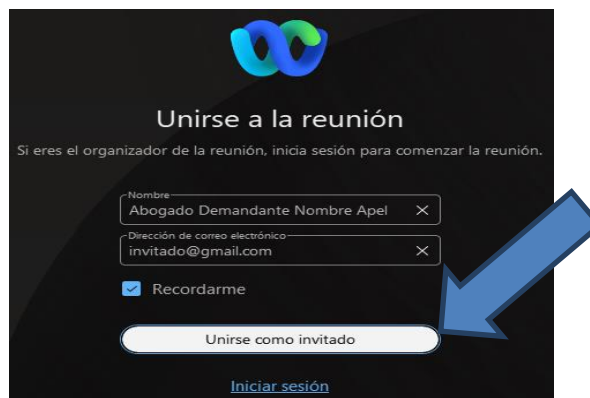 Unirse a la reunión
Si eres el organizador de la reunión, inicia sesión para comenzar la reunión.
Nombre
Abogado Demandante Nombre Apel
Dirección de correo electrónico
invitado@gmail.com
Recordarme
Unirse como invitado
Iniciar sesión